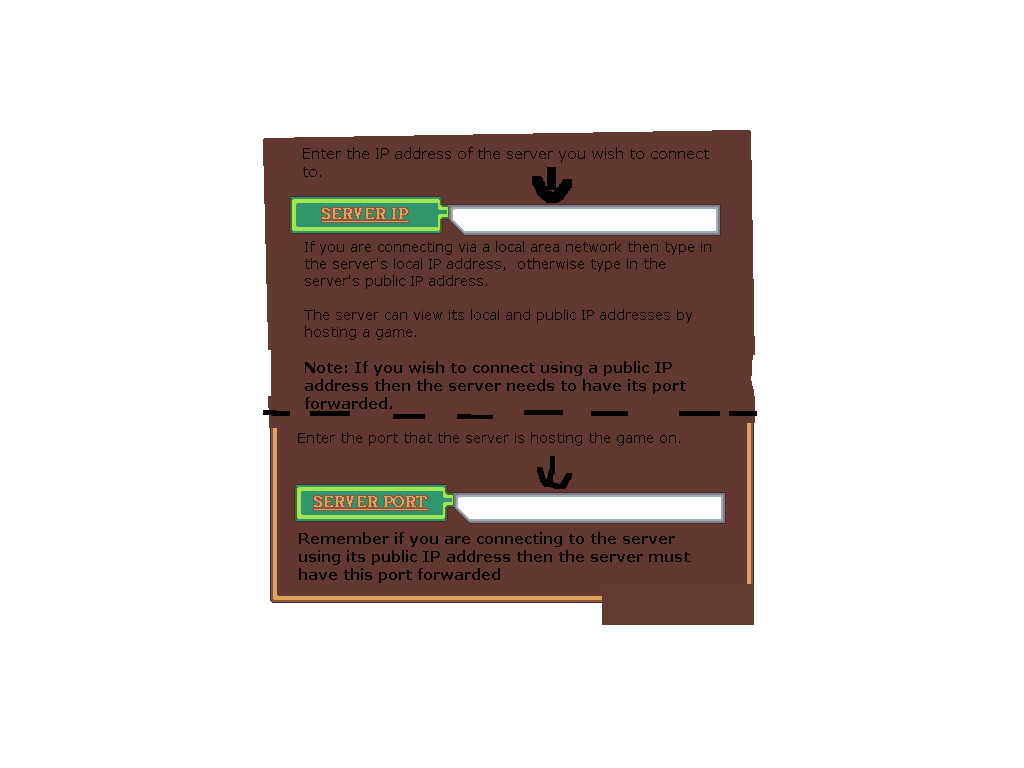 Enter the IP address of the server you wish to connect
to.
SERVER IP
If you are connecting via a local area network then type in
the server's local IP address,  otherwise type in the
server's public IP address.
The server can view its local and public IP addresses by
hosting a game.
Note: If you wish to connect using a public IP
address then the server needs to have its port
forwarded.
Enter the port that the server is hosting the game on.
SERVER PORT
Remember if you are connecting to the server
using its public IP address then the server must
have this port forwarded